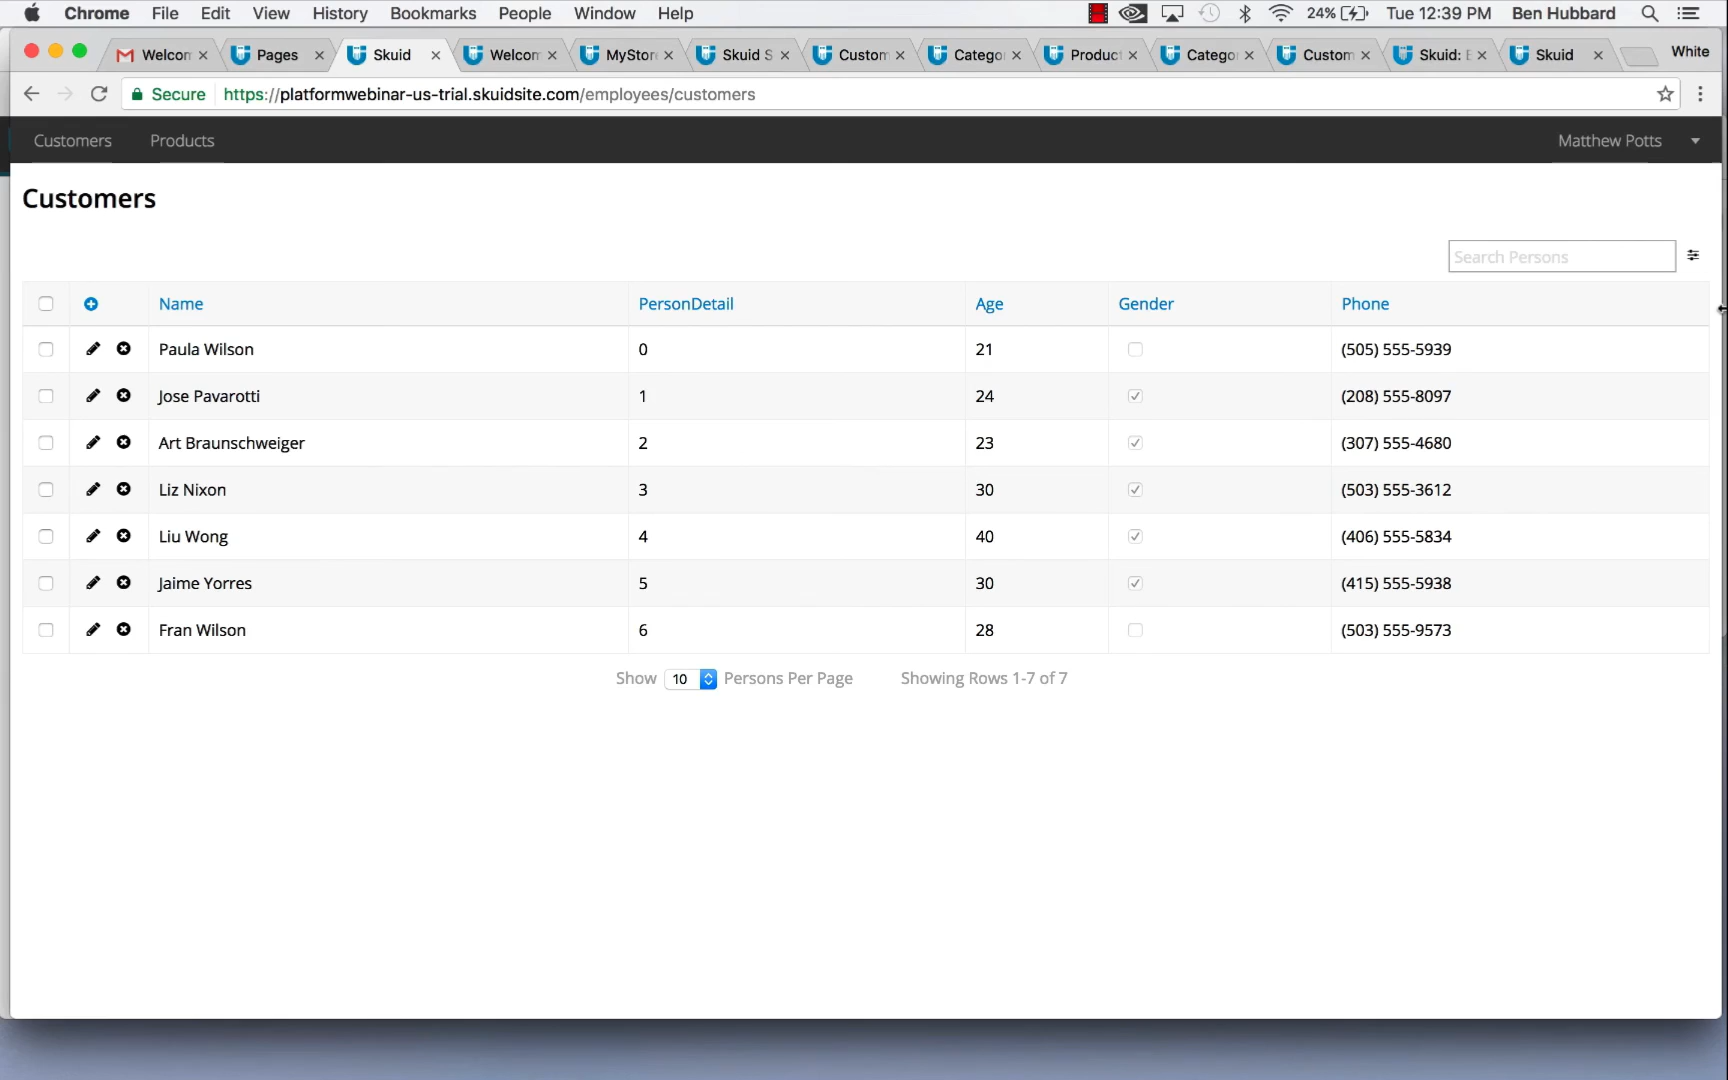 Chrome File Edit View History Bookmarks People Window Help 24% Tue 12:39 PM Ben Hubbard
Welcom Pages Skuid Welcom MyStor Skuid S Custom Catego Produc Catego Custom Skuid: E Skuid White
Secure https://platformwebinar-us-trial.skuidsite.com/employees/customers
Customers Products Matthew Potts
Customers
Search Persons
Name PersonDetail Age Gender Phone
Paula Wilson 0 21 (505) 555-5939
Jose Pavarotti 1 24 (208) 555-8097
Art Braunschweiger 2 23 (307) 555-4680
Liz Nixon 3 30 (503) 555-3612
Liu Wong 4 40 (406) 555-5834
Jaime Yorres 5 30 (415) 555-5938
Fran Wilson 6 28 (503) 555-9573
Show 10 Persons Per Page Showing Rows 1-7 of 7